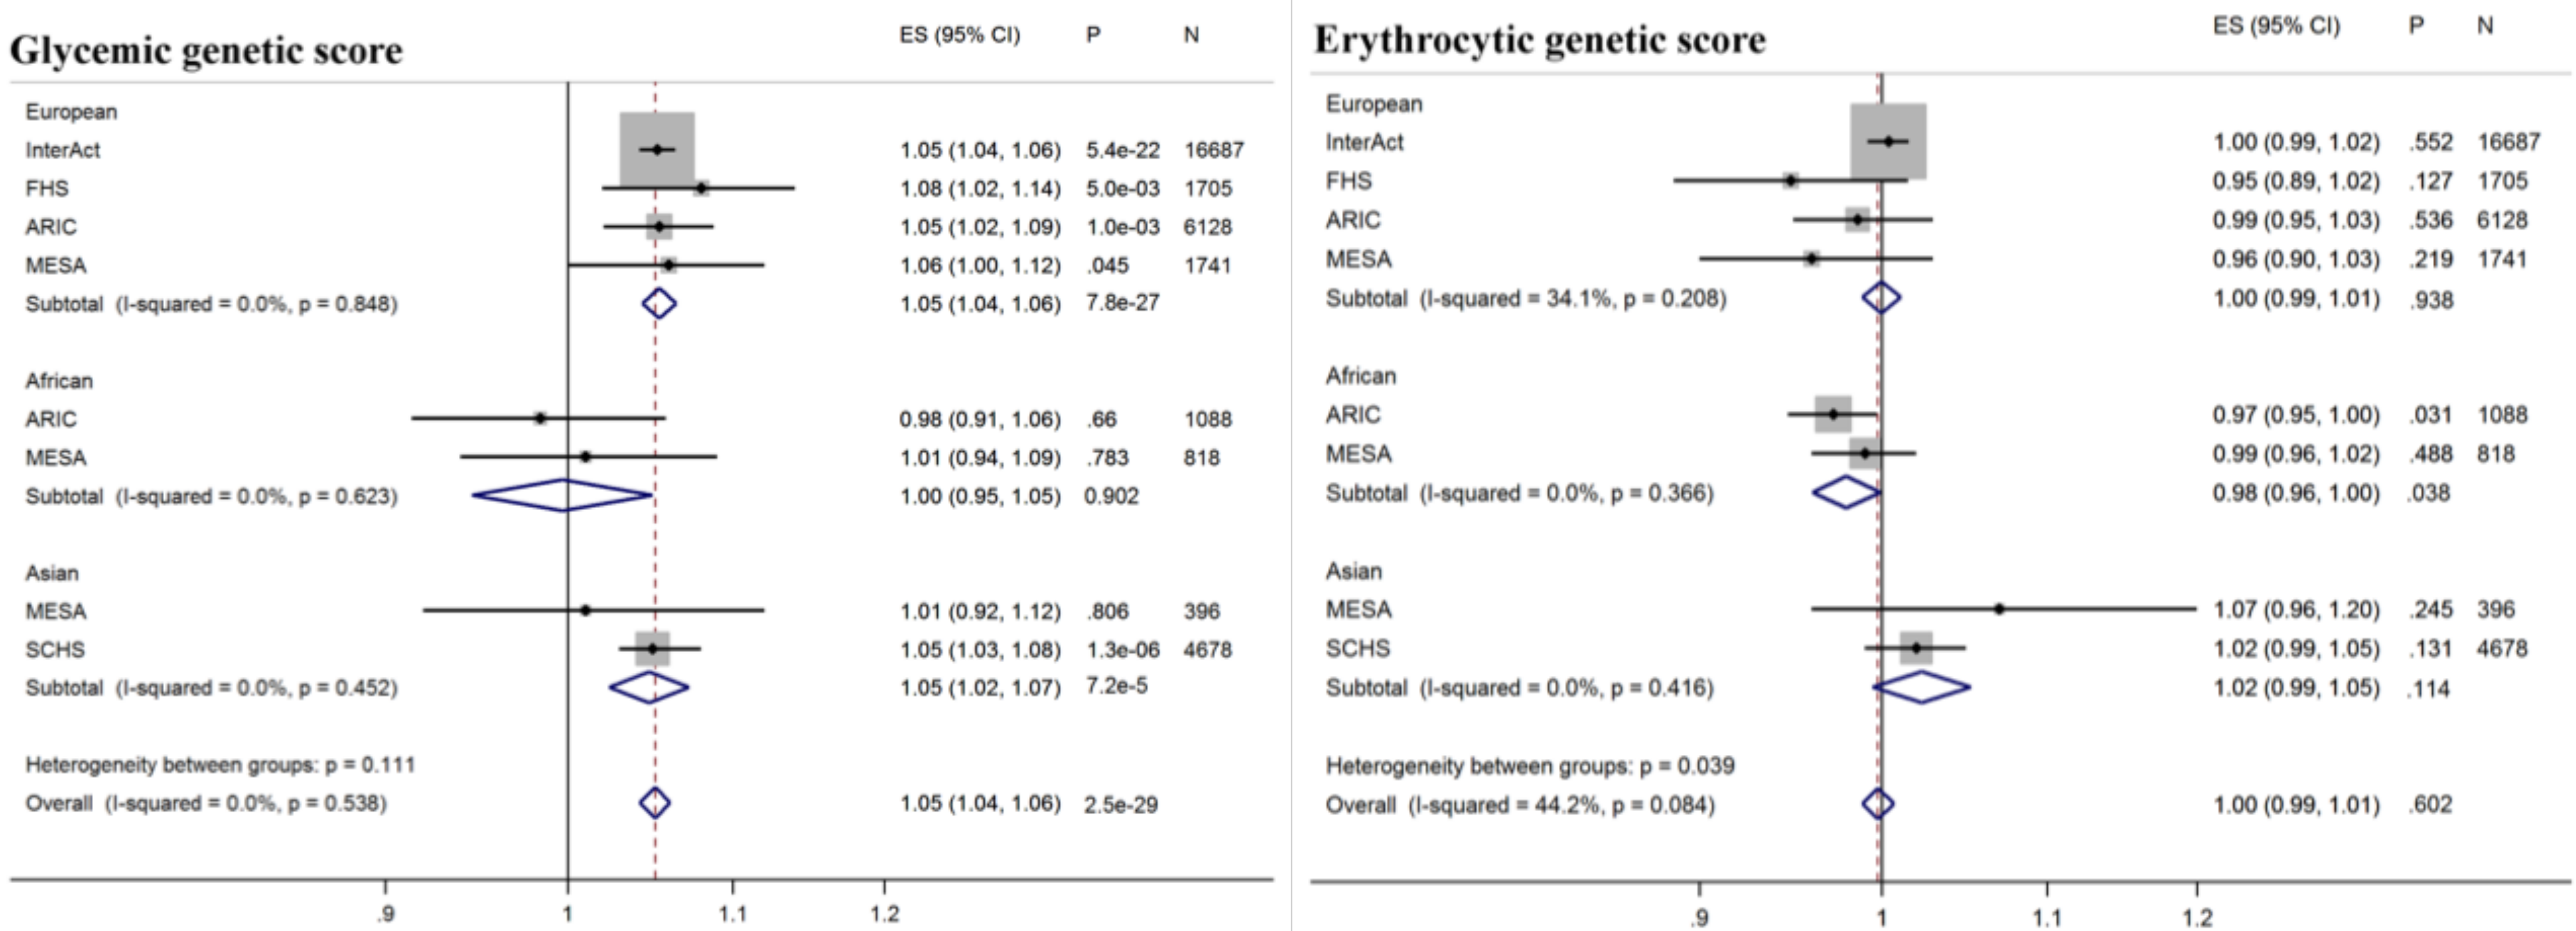 Glycemic genetic score ES (95% CI) P N
European
InterAct 1.05 (1.04, 1.06) 5.4e-22 16687
FHS 1.08 (1.02, 1.14) 5.0e-03 1705
ARIC 1.05 (1.02, 1.09) 1.0e-03 6128
MESA 1.06 (1.00, 1.12) .045 1741
Subtotal (I-squared = 0.0%, p = 0.848) 1.05 (1.04, 1.06) 7.8e-27
African
ARIC 0.98 (0.91, 1.06) .66 1088
MESA 1.01 (0.94, 1.09) .783 818
Subtotal (I-squared = 0.0%, p = 0.623) 1.00 (0.95, 1.05) 0.902
Asian
MESA 1.01 (0.92, 1.12) .806 396
SCHS 1.05 (1.03, 1.08) 1.3e-06 4678
Subtotal (I-squared = 0.0%, p = 0.452) 1.05 (1.02, 1.07) 7.2e-5
Heterogeneity between groups: p = 0.111
Overall (I-squared = 0.0%, p = 0.538) 1.05 (1.04, 1.06) 2.5e-29
.9 1 1.1 1.2
Erythrocytic genetic score ES (95% CI) P N
European
InterAct 1.00 (0.99, 1.02) .552 16687
FHS 0.95 (0.89, 1.02) .127 1705
ARIC 0.99 (0.95, 1.03) .536 6128
MESA 0.96 (0.90, 1.03) .219 1741
Subtotal (I-squared = 34.1%, p = 0.208) 1.00 (0.99, 1.01) .938
African
ARIC 0.97 (0.95, 1.00) .031 1088
MESA 0.99 (0.96, 1.02) .488 818
Subtotal (I-squared = 0.0%, p = 0.366) 0.98 (0.96, 1.00) .038
Asian
MESA 1.07 (0.96, 1.20) .245 396
SCHS 1.02 (0.99, 1.05) .131 4678
Subtotal (I-squared = 0.0%, p = 0.416) 1.02 (0.99, 1.05) .114
Heterogeneity between groups: p = 0.039
Overall (I-squared = 44.2%, p = 0.084) 1.00 (0.99, 1.01) .602
.9 1 1.1 1.2